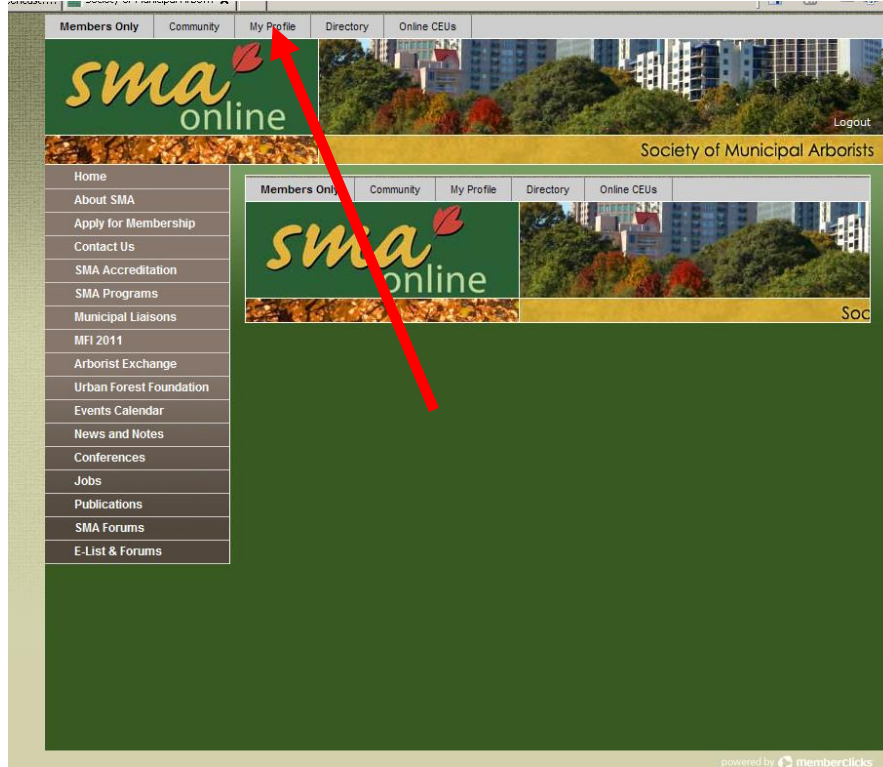 Members Only Community My Profile Directory Online CEUs
sma
online
Logout
Society of Municipal Arborists
Home
About SMA
Apply for Membership
Contact Us
SMA Accreditation
SMA Programs
Municipal Liaisons
MFI 2011
Arborist Exchange
Urban Forest Foundation
Events Calendar
News and Notes
Conferences
Jobs
Publications
SMA Forums
E-List & Forums
Members Only Community My Profile Directory Online CEUs
sma
online
Soc
powered by memberclicks